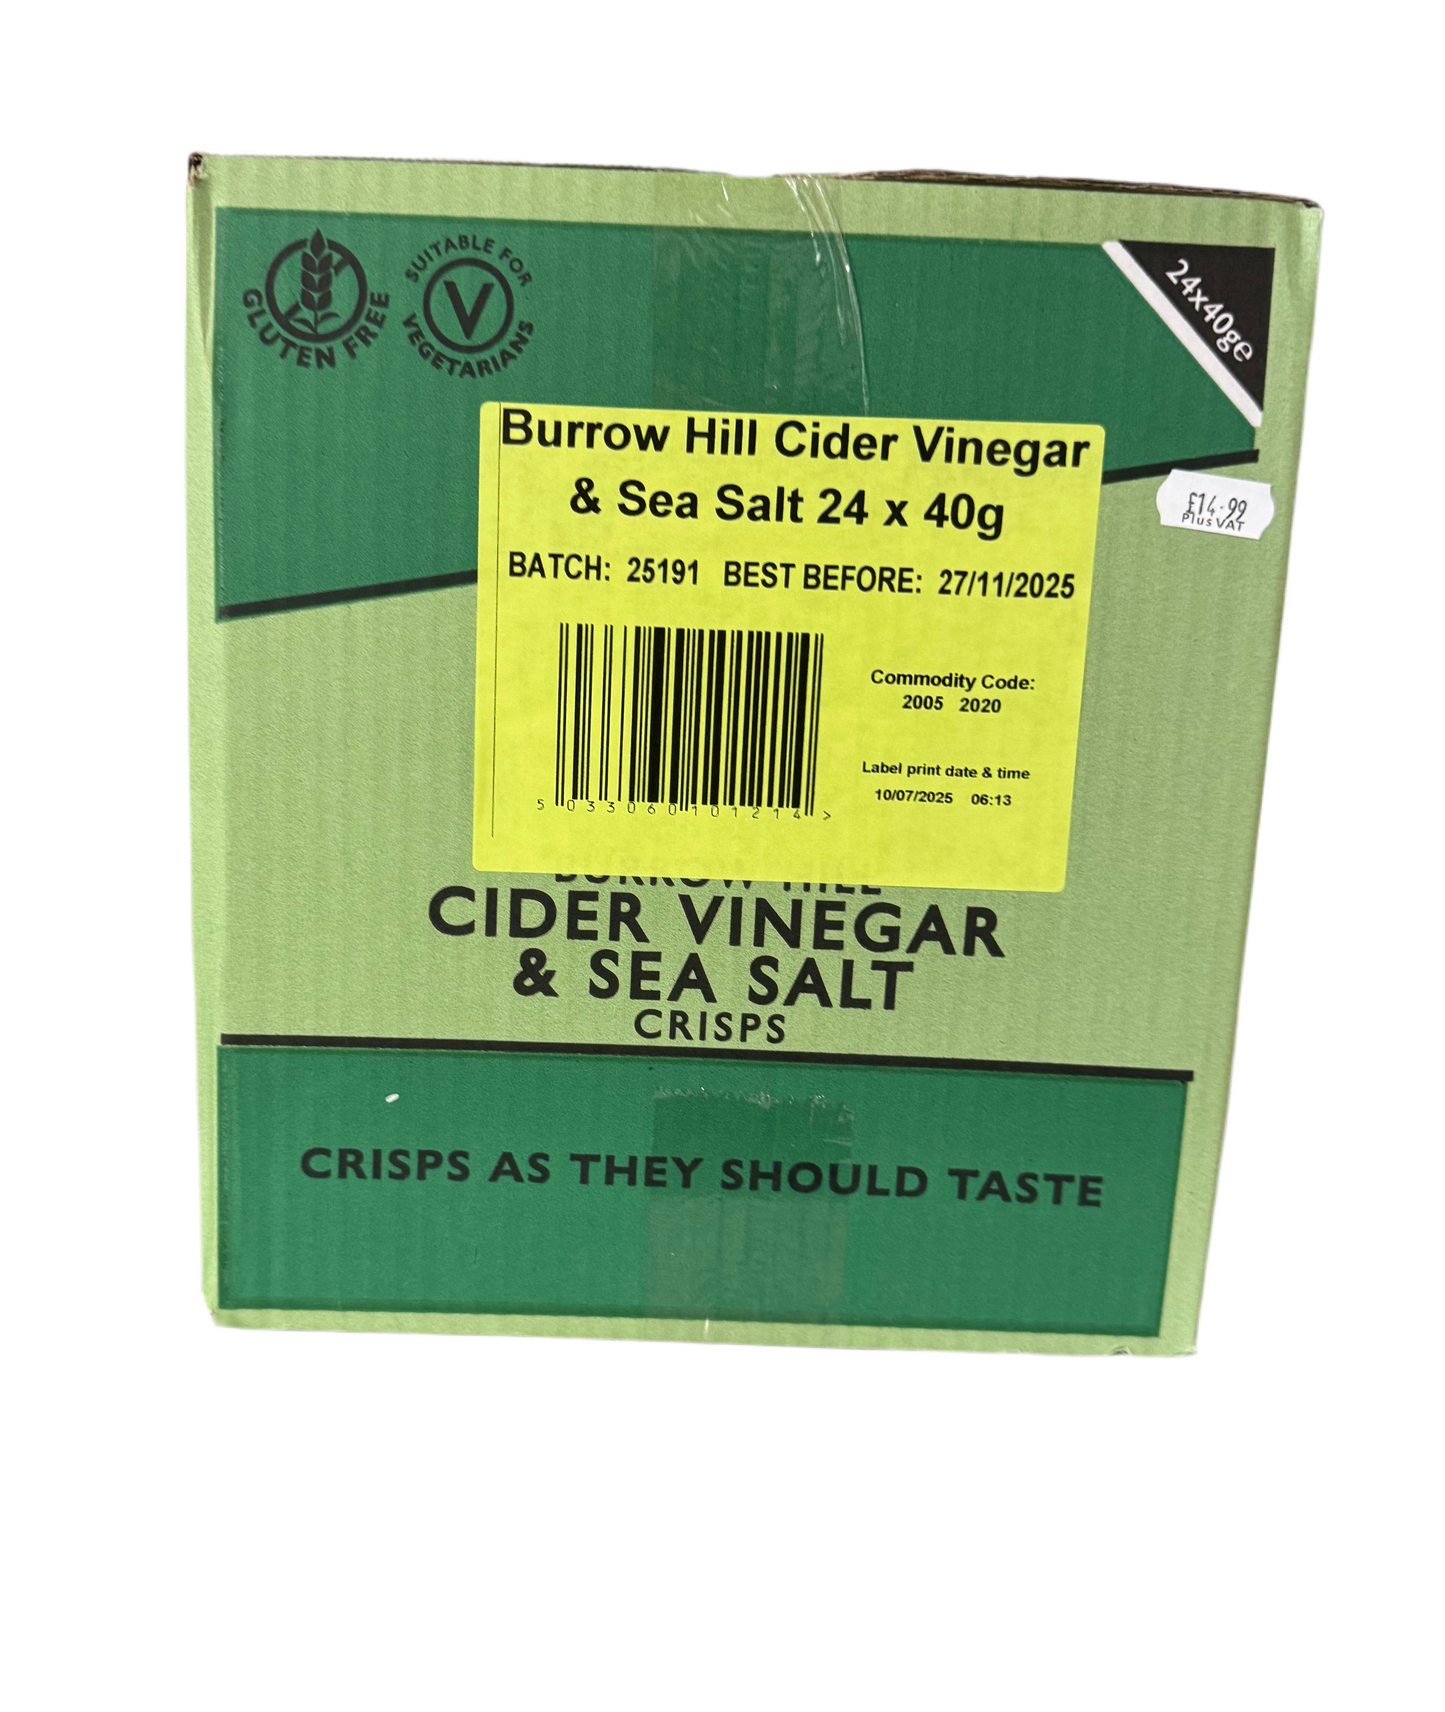 GLUTEN FREE
SUITABLE FOR
V
VEGETARIANS
24x40g℮
Burrow Hill Cider Vinegar
& Sea Salt 24 x 40g
£14.99
Plus VAT
BATCH: 25191 BEST BEFORE: 27/11/2025
Commodity Code:
2005 2020
Label print date & time
10/07/2025 06:13
5 033060 101214 >
BURROW HILL
CIDER VINEGAR
& SEA SALT
CRISPS
CRISPS AS THEY SHOULD TASTE